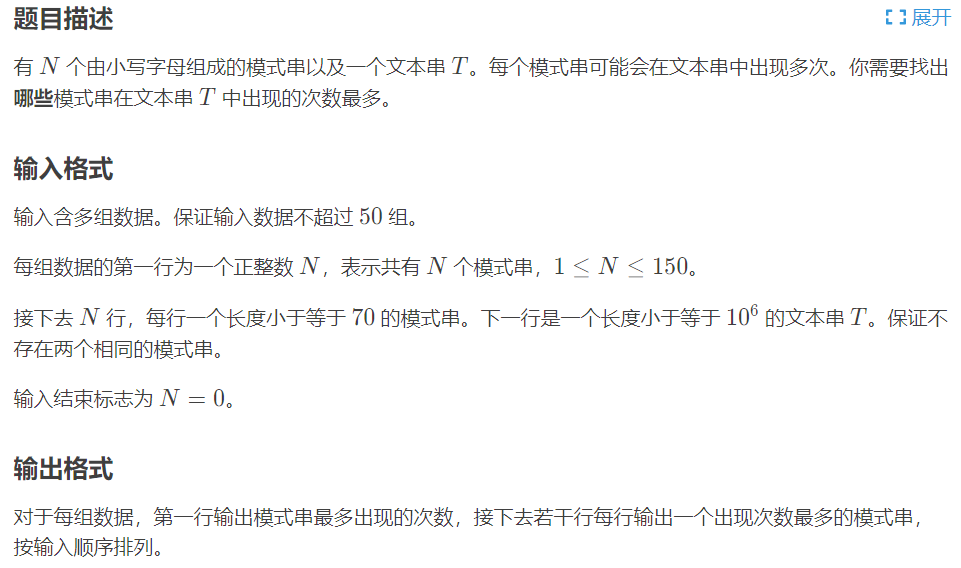 题目描述
展开
有 N 个由小写字母组成的模式串以及一个文本串 T。每个模式串可能会在文本串中出现多次。你需要找出
哪些模式串在文本串 T 中出现的次数最多。
输入格式
输入含多组数据。保证输入数据不超过 50 组。
每组数据的第一行为一个正整数 N，表示共有 N 个模式串，1 ≤ N ≤ 150。
接下去 N 行，每行一个长度小于等于 70 的模式串。下一行是一个长度小于等于 10⁶ 的文本串 T。保证不
存在两个相同的模式串。
输入结束标志为 N = 0。
输出格式
对于每组数据，第一行输出模式串最多出现的次数，接下去若干行每行输出一个出现次数最多的模式串，
按输入顺序排列。